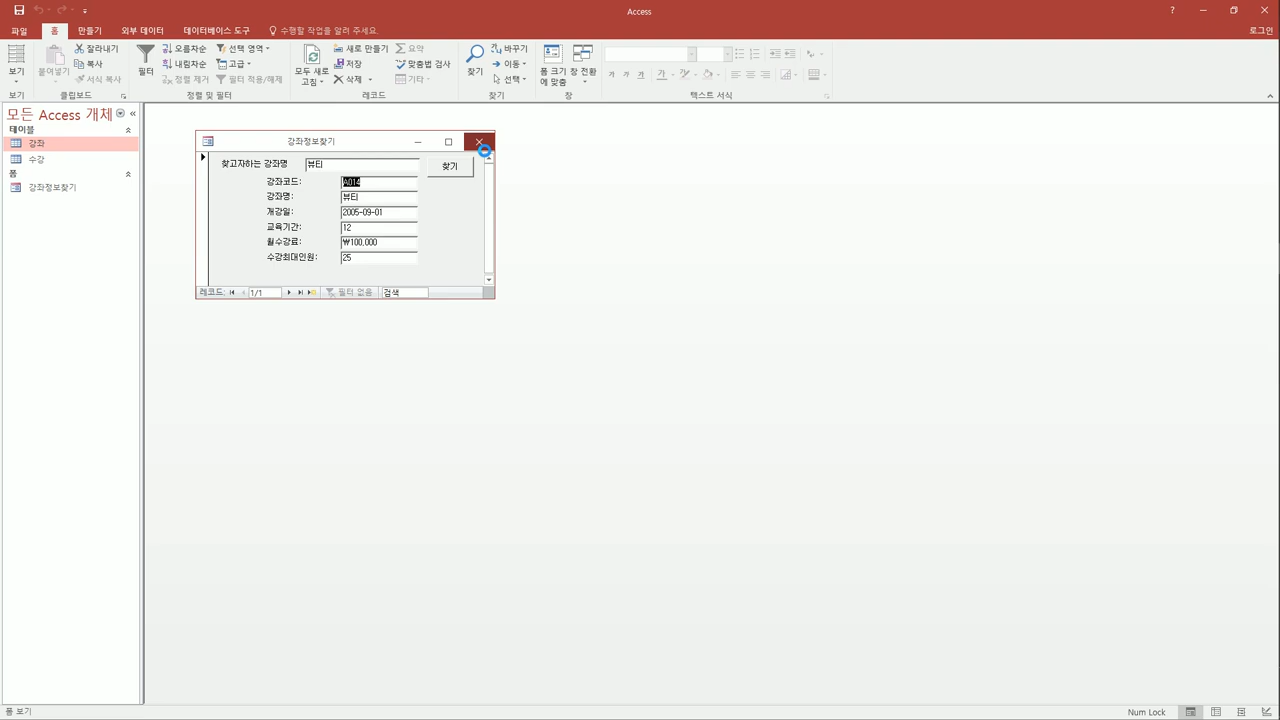 Access
?
로그인
파일 홈 만들기 외부 데이터 데이터베이스 도구 수행할 작업을 알려 주세요.
보기 붙여넣기 잘라내기 복사 서식 복사
클립보드
필터 오름차순 내림차순 정렬 제거 선택 영역 고급 필터 적용/해제
정렬 및 필터
모두 새로 고침 새로 만들기 저장 삭제 요약 맞춤법 검사 기타
레코드
찾기 바꾸기 이동 선택
찾기
폼 크기에 맞춤 창 전환
창
가 가 가 가
텍스트 서식
보기
모든 Access 개체
테이블
강좌
수강
폼
강좌정보찾기
강좌정보찾기
찾고자하는 강좌명 뷰티 찾기
강좌코드: A014
강좌명: 뷰티
개강일: 2005-09-01
교육기간: 12
월수강료: ₩100,000
수강최대인원: 25
레코드: 1/1 필터 없음 검색
폼 보기
Num Lock